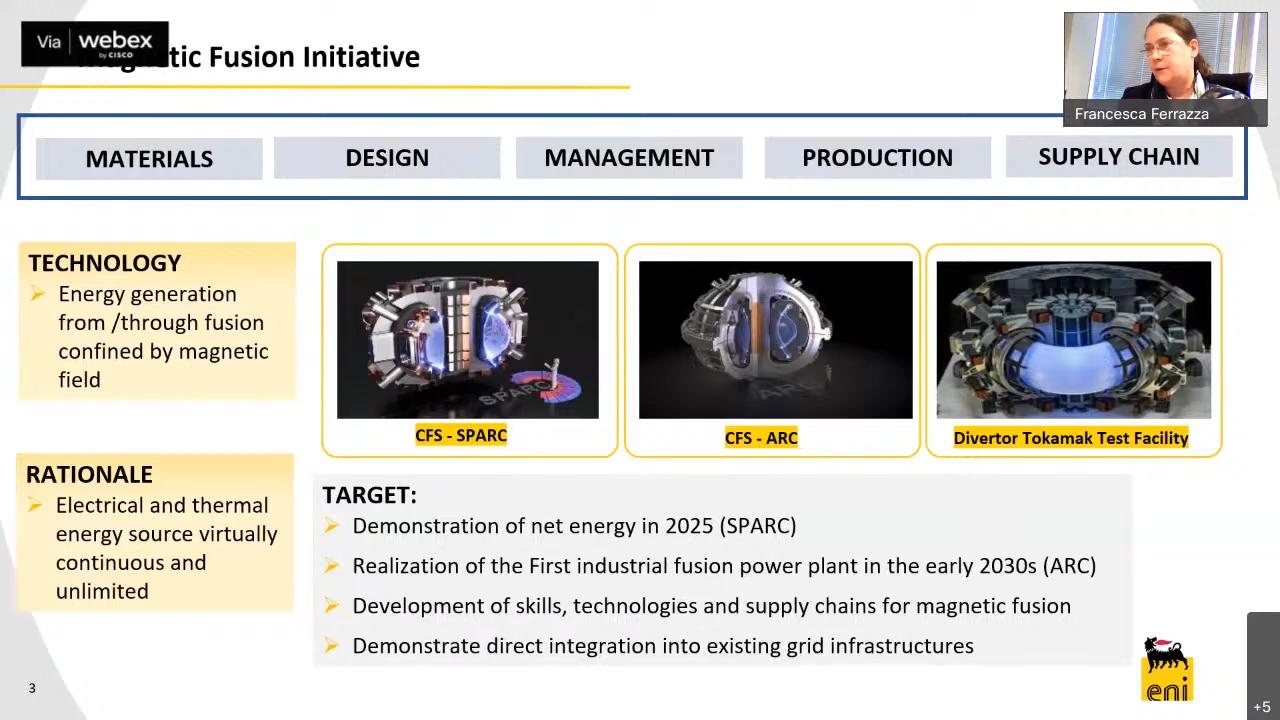 Via webex
by CISCO
Magnetic Fusion Initiative
Francesca Ferrazza
MATERIALS
DESIGN
MANAGEMENT
PRODUCTION
SUPPLY CHAIN
TECHNOLOGY
Energy generation
from /through fusion
confined by magnetic
field
SPARC
ARC
CFS - SPARC
CFS - ARC
Divertor Tokamak Test Facility
RATIONALE
Electrical and thermal
energy source virtually
continuous and
unlimited
TARGET:
Demonstration of net energy in 2025 (SPARC)
Realization of the First industrial fusion power plant in the early 2030s (ARC)
Development of skills, technologies and supply chains for magnetic fusion
Demonstrate direct integration into existing grid infrastructures
eni
3
+5